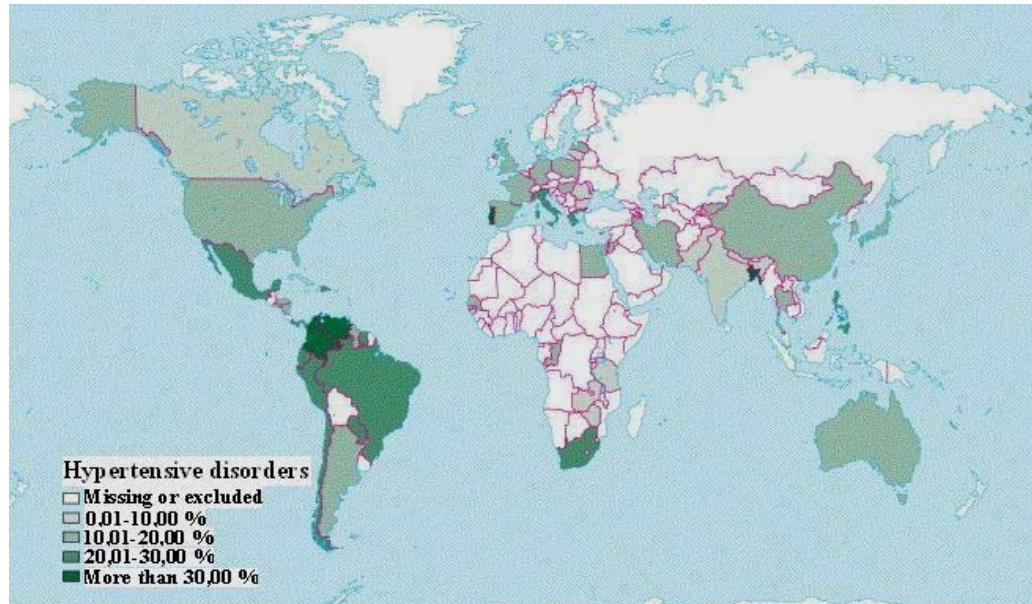 Hypertensive disorders
Missing or excluded
0,01-10,00 %
10,01-20,00 %
20,01-30,00 %
More than 30,00 %